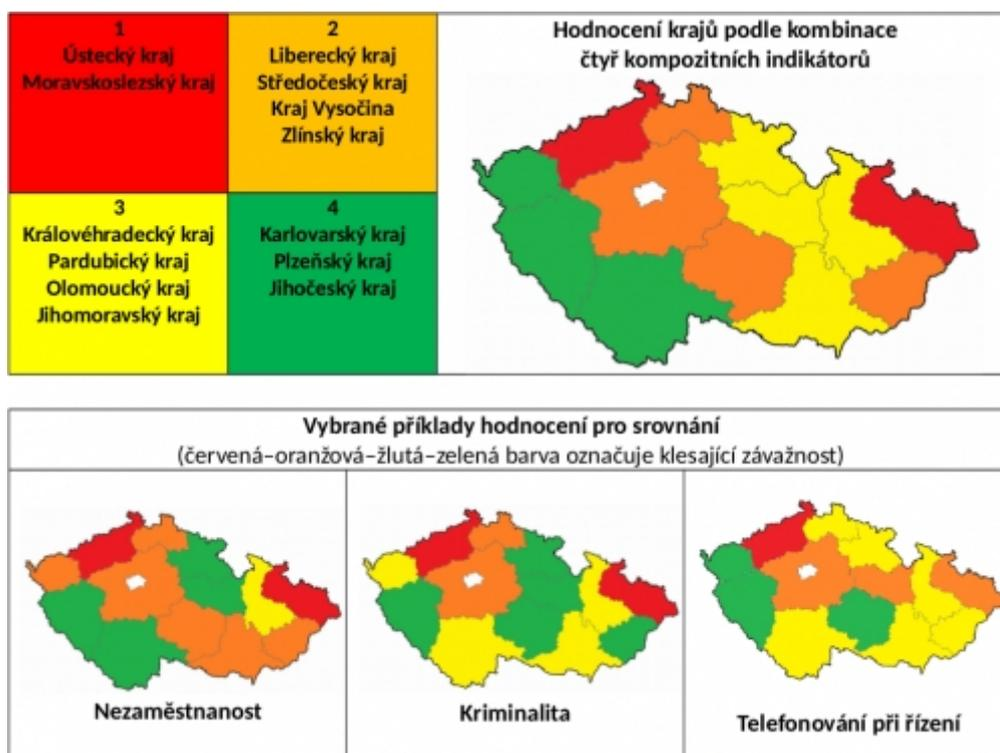 1
Ústecký kraj
Moravskoslezský kraj
2
Liberecký kraj
Středočeský kraj
Kraj Vysočina
Zlínský kraj
3
Královéhradecký kraj
Pardubický kraj
Olomoucký kraj
Jihomoravský kraj
4
Karlovarský kraj
Plzeňský kraj
Jihočeský kraj
Hodnocení krajů podle kombinace
čtyř kompozitních indikátorů
Vybrané příklady hodnocení pro srovnání
(červená–oranžová–žlutá–zelená barva označuje klesající závažnost)
Nezaměstnanost
Kriminalita
Telefonování při řízení